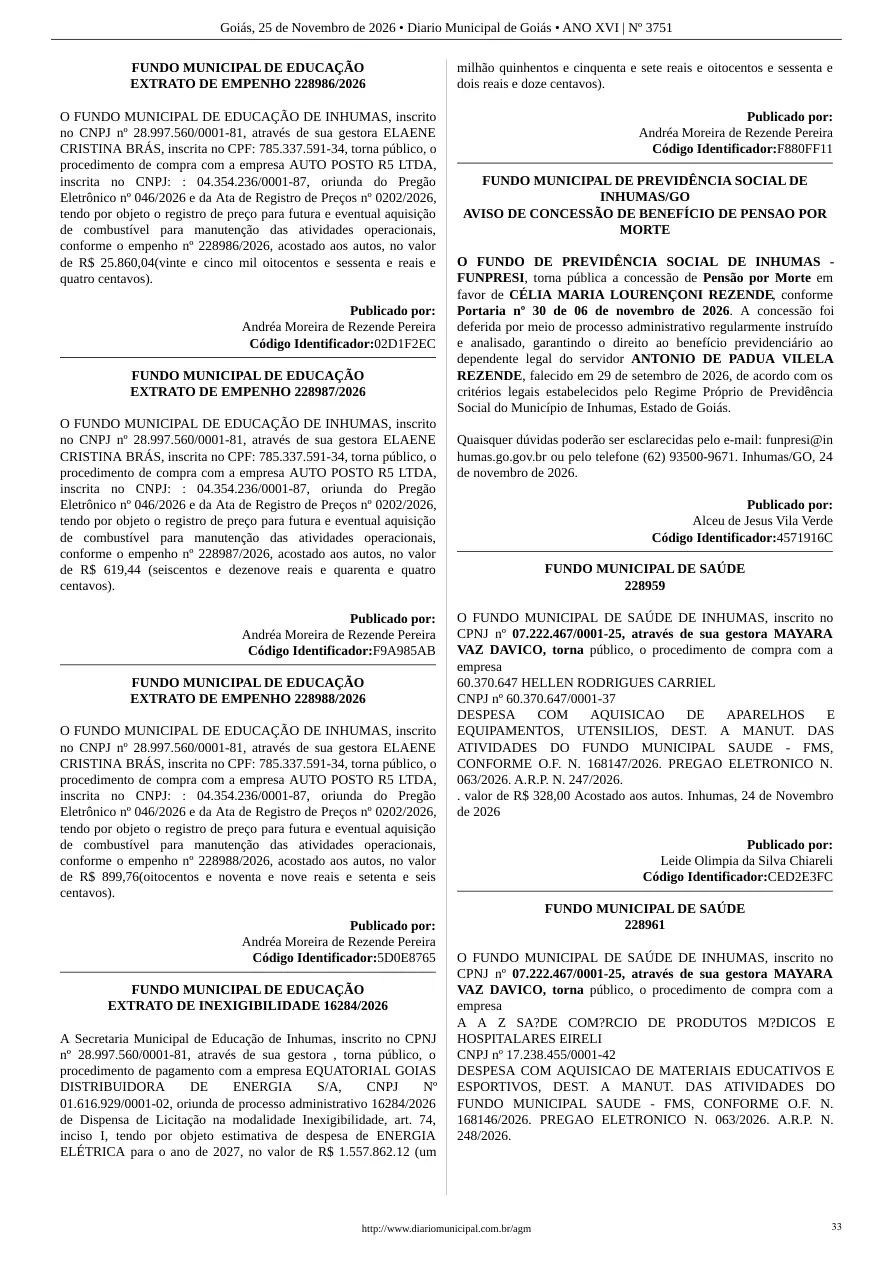 Goiás, 25 de Novembro de 2026 • Diario Municipal de Goiás • ANO XVI | Nº 3751
FUNDO MUNICIPAL DE EDUCAÇÃO
EXTRATO DE EMPENHO 228986/2026
O FUNDO MUNICIPAL DE EDUCAÇÃO DE INHUMAS, inscrito
no CNPJ nº 28.997.560/0001-81, através de sua gestora ELAENE
CRISTINA BRÁS, inscrita no CPF: 785.337.591-34, torna público, o
procedimento de compra com a empresa AUTO POSTO R5 LTDA,
inscrita no CNPJ: : 04.354.236/0001-87, oriunda do Pregão
Eletrônico nº 046/2026 e da Ata de Registro de Preços nº 0202/2026,
tendo por objeto o registro de preço para futura e eventual aquisição
de combustível para manutenção das atividades operacionais,
conforme o empenho nº 228986/2026, acostado aos autos, no valor
de R$ 25.860,04(vinte e cinco mil oitocentos e sessenta e reais e
quatro centavos).
Publicado por:
Andréa Moreira de Rezende Pereira
Código Identificador:02D1F2EC
FUNDO MUNICIPAL DE EDUCAÇÃO
EXTRATO DE EMPENHO 228987/2026
O FUNDO MUNICIPAL DE EDUCAÇÃO DE INHUMAS, inscrito
no CNPJ nº 28.997.560/0001-81, através de sua gestora ELAENE
CRISTINA BRÁS, inscrita no CPF: 785.337.591-34, torna público, o
procedimento de compra com a empresa AUTO POSTO R5 LTDA,
inscrita no CNPJ: : 04.354.236/0001-87, oriunda do Pregão
Eletrônico nº 046/2026 e da Ata de Registro de Preços nº 0202/2026,
tendo por objeto o registro de preço para futura e eventual aquisição
de combustível para manutenção das atividades operacionais,
conforme o empenho nº 228987/2026, acostado aos autos, no valor
de R$ 619,44 (seiscentos e dezenove reais e quarenta e quatro
centavos).
Publicado por:
Andréa Moreira de Rezende Pereira
Código Identificador:F9A985AB
FUNDO MUNICIPAL DE EDUCAÇÃO
EXTRATO DE EMPENHO 228988/2026
O FUNDO MUNICIPAL DE EDUCAÇÃO DE INHUMAS, inscrito
no CNPJ nº 28.997.560/0001-81, através de sua gestora ELAENE
CRISTINA BRÁS, inscrita no CPF: 785.337.591-34, torna público, o
procedimento de compra com a empresa AUTO POSTO R5 LTDA,
inscrita no CNPJ: : 04.354.236/0001-87, oriunda do Pregão
Eletrônico nº 046/2026 e da Ata de Registro de Preços nº 0202/2026,
tendo por objeto o registro de preço para futura e eventual aquisição
de combustível para manutenção das atividades operacionais,
conforme o empenho nº 228988/2026, acostado aos autos, no valor
de R$ 899,76(oitocentos e noventa e nove reais e setenta e seis
centavos).
Publicado por:
Andréa Moreira de Rezende Pereira
Código Identificador:5D0E8765
FUNDO MUNICIPAL DE EDUCAÇÃO
EXTRATO DE INEXIGIBILIDADE 16284/2026
A Secretaria Municipal de Educação de Inhumas, inscrito no CPNJ
nº 28.997.560/0001-81, através de sua gestora , torna público, o
procedimento de pagamento com a empresa EQUATORIAL GOIAS
DISTRIBUIDORA DE ENERGIA S/A, CNPJ Nº
01.616.929/0001-02, oriunda de processo administrativo 16284/2026
de Dispensa de Licitação na modalidade Inexigibilidade, art. 74,
inciso I, tendo por objeto estimativa de despesa de ENERGIA
ELÉTRICA para o ano de 2027, no valor de R$ 1.557.862.12 (um
milhão quinhentos e cinquenta e sete reais e oitocentos e sessenta e
dois reais e doze centavos).
Publicado por:
Andréa Moreira de Rezende Pereira
Código Identificador:F880FF11
FUNDO MUNICIPAL DE PREVIDÊNCIA SOCIAL DE
INHUMAS/GO
AVISO DE CONCESSÃO DE BENEFÍCIO DE PENSAO POR
MORTE
O FUNDO DE PREVIDÊNCIA SOCIAL DE INHUMAS -
FUNPRESI, torna pública a concessão de Pensão por Morte em
favor de CÉLIA MARIA LOURENÇONI REZENDE, conforme
Portaria nº 30 de 06 de novembro de 2026. A concessão foi
deferida por meio de processo administrativo regularmente instruído
e analisado, garantindo o direito ao benefício previdenciário ao
dependente legal do servidor ANTONIO DE PADUA VILELA
REZENDE, falecido em 29 de setembro de 2026, de acordo com os
critérios legais estabelecidos pelo Regime Próprio de Previdência
Social do Município de Inhumas, Estado de Goiás.
Quaisquer dúvidas poderão ser esclarecidas pelo e-mail: funpresi@in
humas.go.gov.br ou pelo telefone (62) 93500-9671. Inhumas/GO, 24
de novembro de 2026.
Publicado por:
Alceu de Jesus Vila Verde
Código Identificador:4571916C
FUNDO MUNICIPAL DE SAÚDE
228959
O FUNDO MUNICIPAL DE SAÚDE DE INHUMAS, inscrito no
CPNJ nº 07.222.467/0001-25, através de sua gestora MAYARA
VAZ DAVICO, torna público, o procedimento de compra com a
empresa
60.370.647 HELLEN RODRIGUES CARRIEL
CNPJ nº 60.370.647/0001-37
DESPESA COM AQUISICAO DE APARELHOS E
EQUIPAMENTOS, UTENSILIOS, DEST. A MANUT. DAS
ATIVIDADES DO FUNDO MUNICIPAL SAUDE - FMS,
CONFORME O.F. N. 168147/2026. PREGAO ELETRONICO N.
063/2026. A.R.P. N. 247/2026.
. valor de R$ 328,00 Acostado aos autos. Inhumas, 24 de Novembro
de 2026
Publicado por:
Leide Olimpia da Silva Chiareli
Código Identificador:CED2E3FC
FUNDO MUNICIPAL DE SAÚDE
228961
O FUNDO MUNICIPAL DE SAÚDE DE INHUMAS, inscrito no
CPNJ nº 07.222.467/0001-25, através de sua gestora MAYARA
VAZ DAVICO, torna público, o procedimento de compra com a
empresa
A A Z SA?DE COM?RCIO DE PRODUTOS M?DICOS E
HOSPITALARES EIRELI
CNPJ nº 17.238.455/0001-42
DESPESA COM AQUISICAO DE MATERIAIS EDUCATIVOS E
ESPORTIVOS, DEST. A MANUT. DAS ATIVIDADES DO
FUNDO MUNICIPAL SAUDE - FMS, CONFORME O.F. N.
168146/2026. PREGAO ELETRONICO N. 063/2026. A.R.P. N.
248/2026.
http://www.diariomunicipal.com.br/agm
33